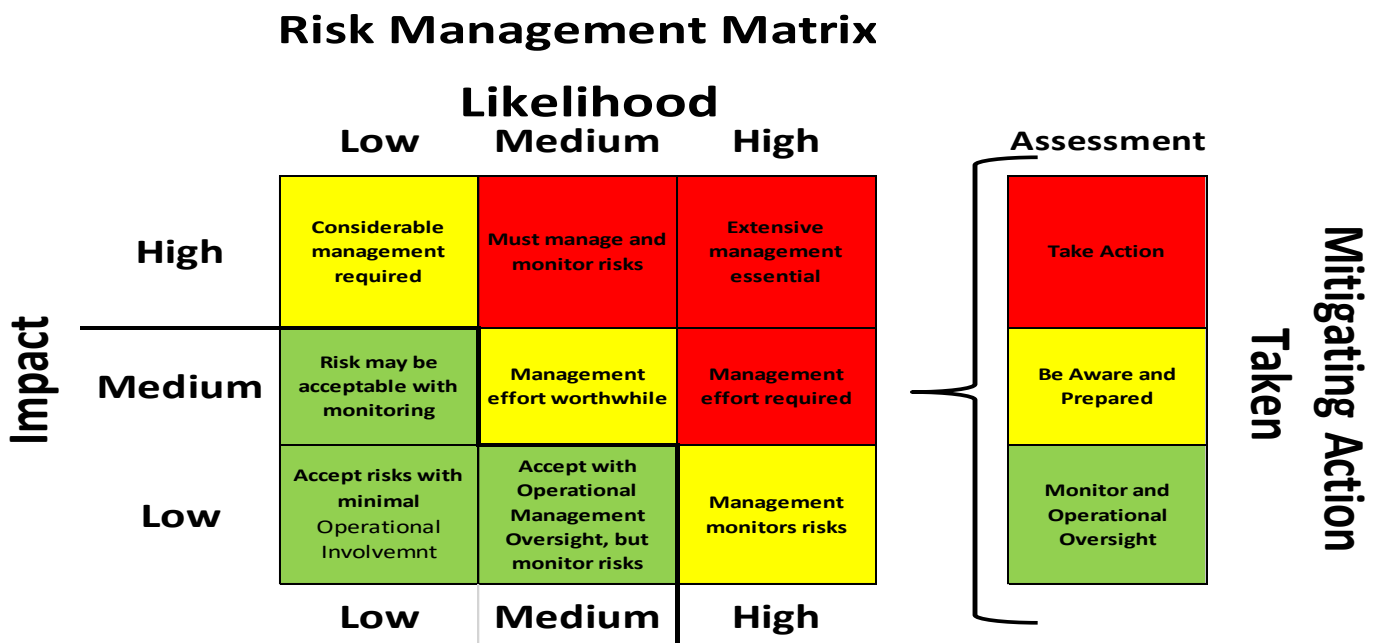 Risk Management Matrix
Likelihood
Low Medium High
Assessment
High
Considerable
management
required
Must manage and
monitor risks
Extensive
management
essential
Take Action
Impact
Medium
Risk may be
acceptable with
monitoring
Management
effort worthwhile
Management
effort required
Be Aware and
Prepared
Low
Accept risks with
minimal
Operational
Involvemnt
Accept with
Operational
Management
Oversight, but
monitor risks
Management
monitors risks
Monitor and
Operational
Oversight
Low Medium High
Mitigating Action
Taken